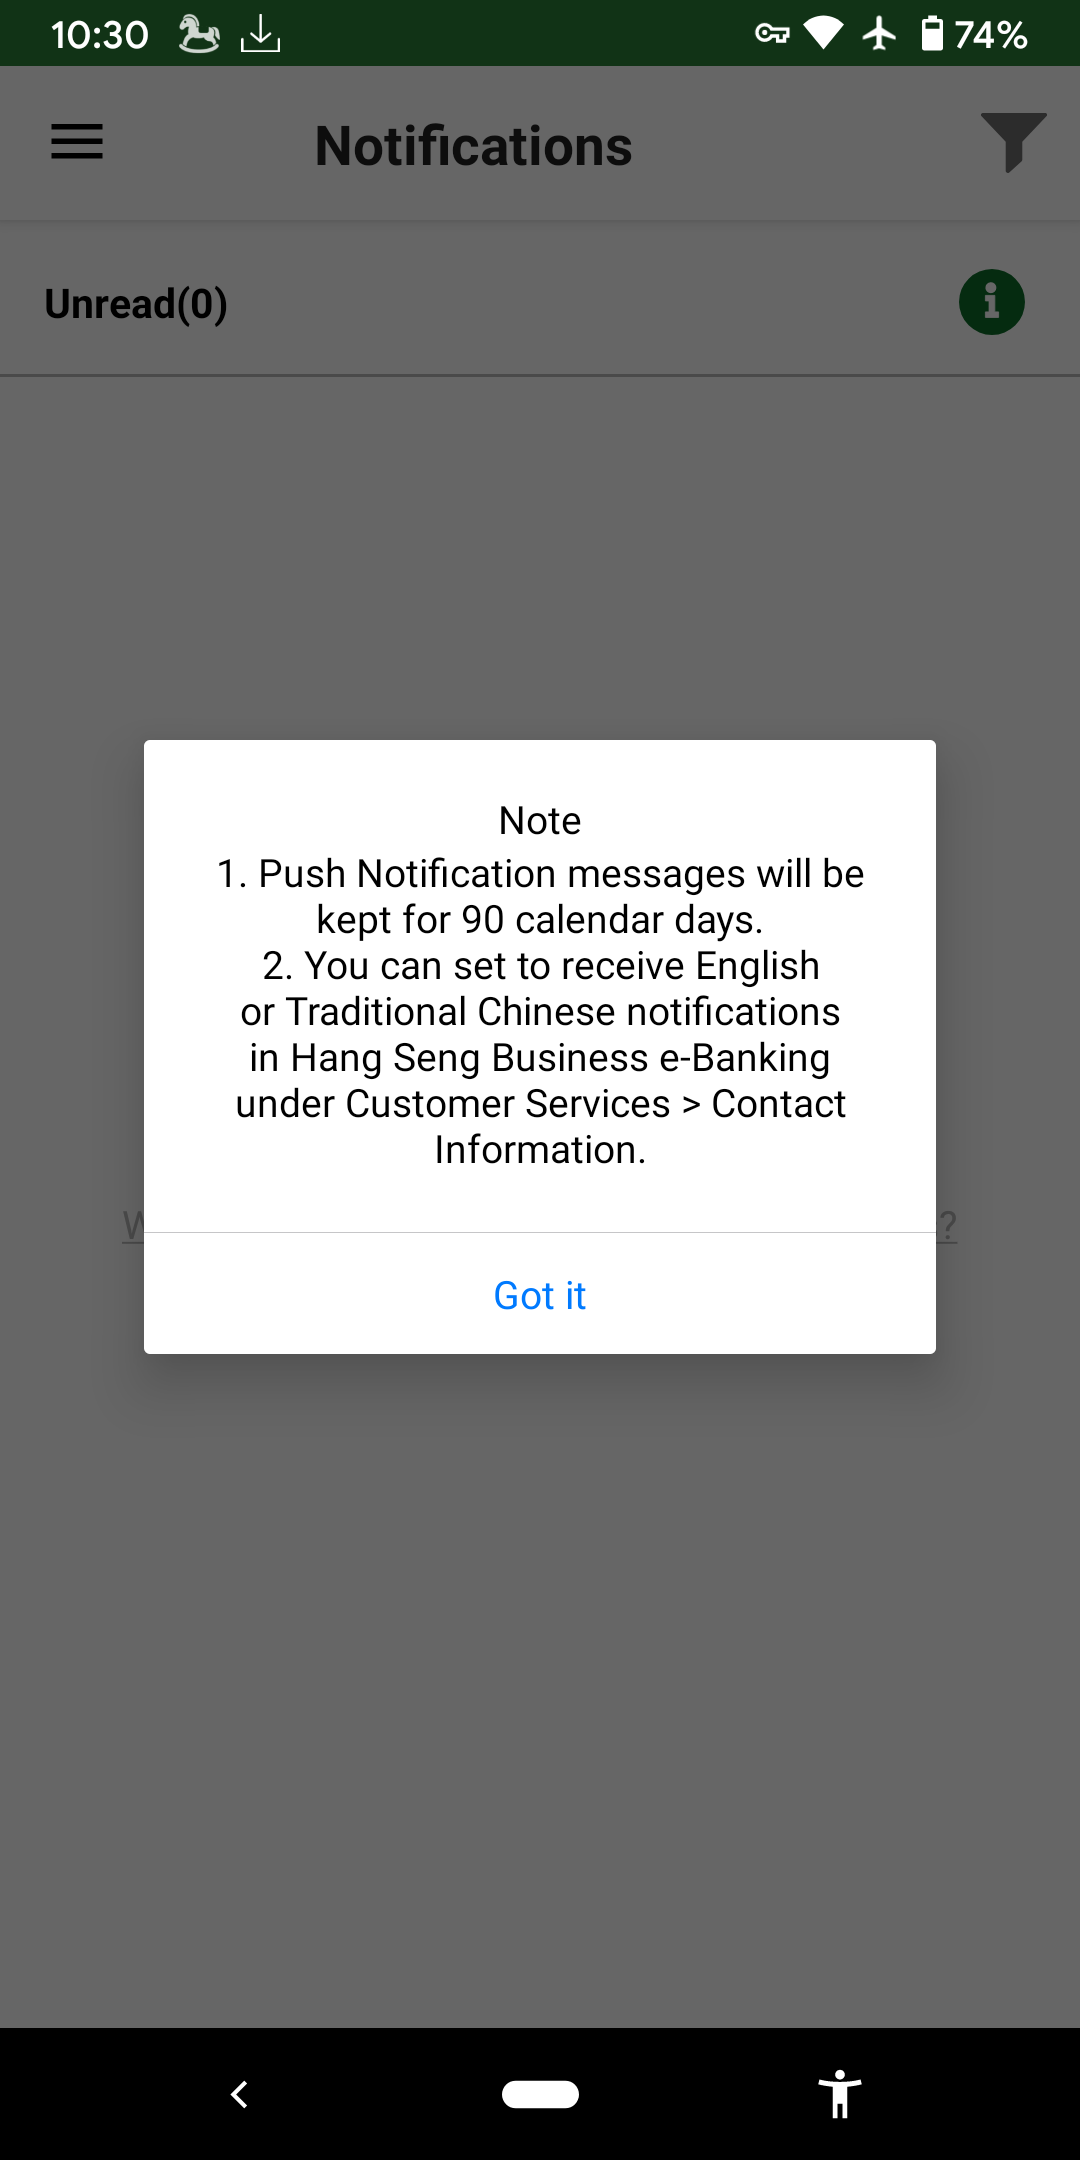 10:30
74%
Notifications
Unread(0)
Note
1. Push Notification messages will be
kept for 90 calendar days.
2. You can set to receive English
or Traditional Chinese notifications
in Hang Seng Business e-Banking
under Customer Services > Contact
Information.
Got it